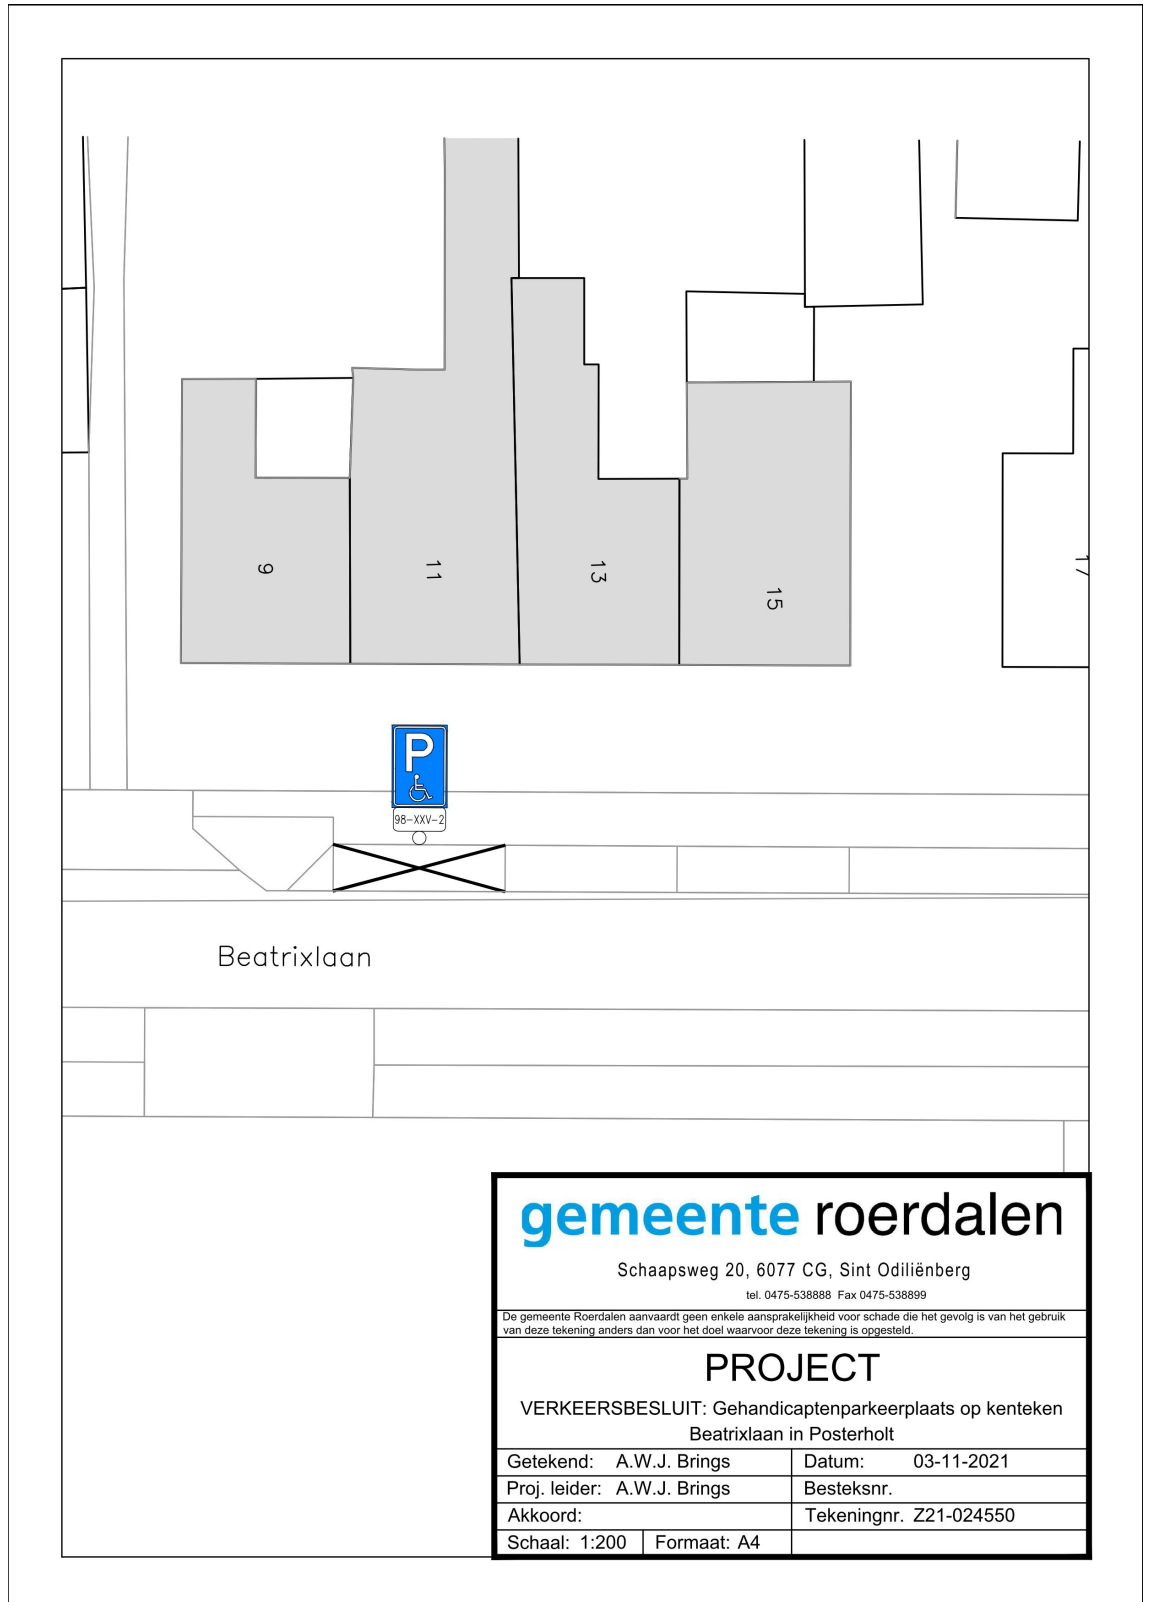 9
11
13
15
17
P
98-XXV-2
Beatrixlaan
gemeente roerdalen
Schaapsweg 20, 6077 CG, Sint Odiliënberg
tel. 0475-538888 Fax 0475-538899
De gemeente Roerdalen aanvaardt geen enkele aansprakelijkheid voor schade die het gevolg is van het gebruik
van deze tekening anders dan voor het doel waarvoor deze tekening is opgesteld.
PROJECT
VERKEERSBESLUIT: Gehandicaptenparkeerplaats op kenteken
Beatrixlaan in Posterholt
Getekend: A.W.J. Brings Datum: 03-11-2021
Proj. leider: A.W.J. Brings Besteksnr.
Akkoord: Tekeningnr. Z21-024550
Schaal: 1:200 Formaat: A4